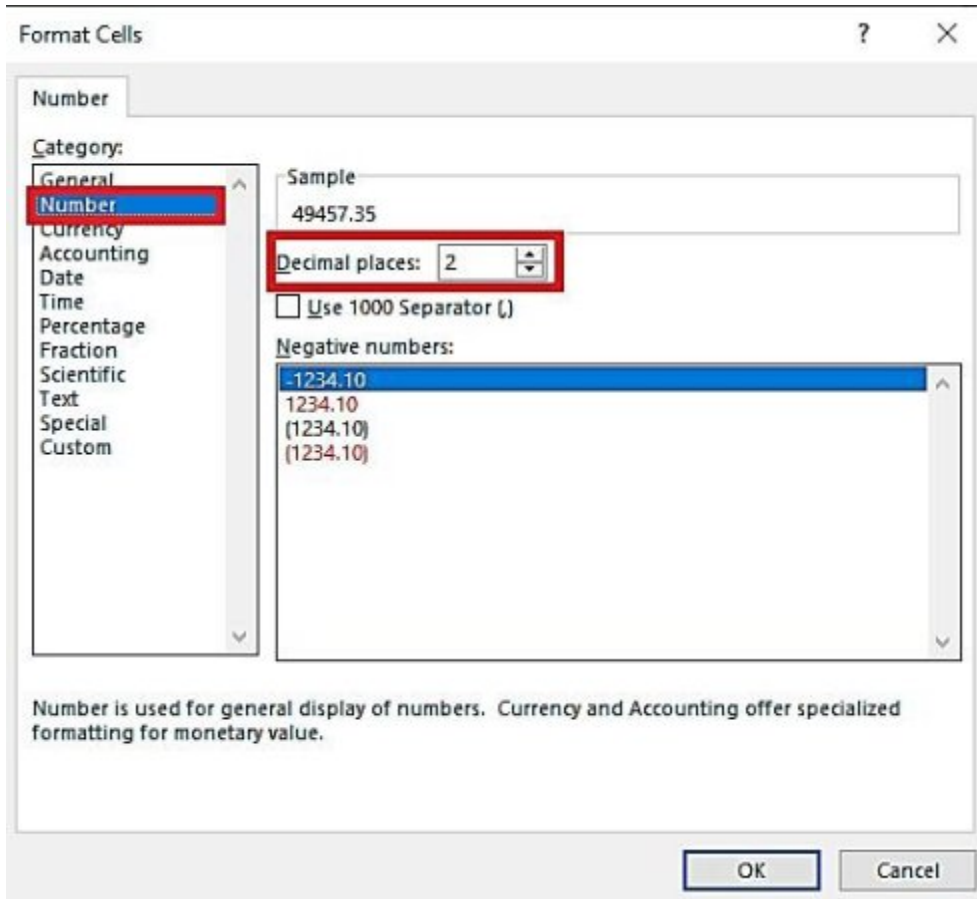 Format Cells
?
Number
Category:
General
Number
Currency
Accounting
Date
Time
Percentage
Fraction
Scientific
Text
Special
Custom
Sample
49457.35
Decimal places: 2
Use 1000 Separator (,)
Negative numbers:
-1234.10
1234.10
(1234.10)
(1234.10)
Number is used for general display of numbers.  Currency and Accounting offer specialized
formatting for monetary value.
OK
Cancel